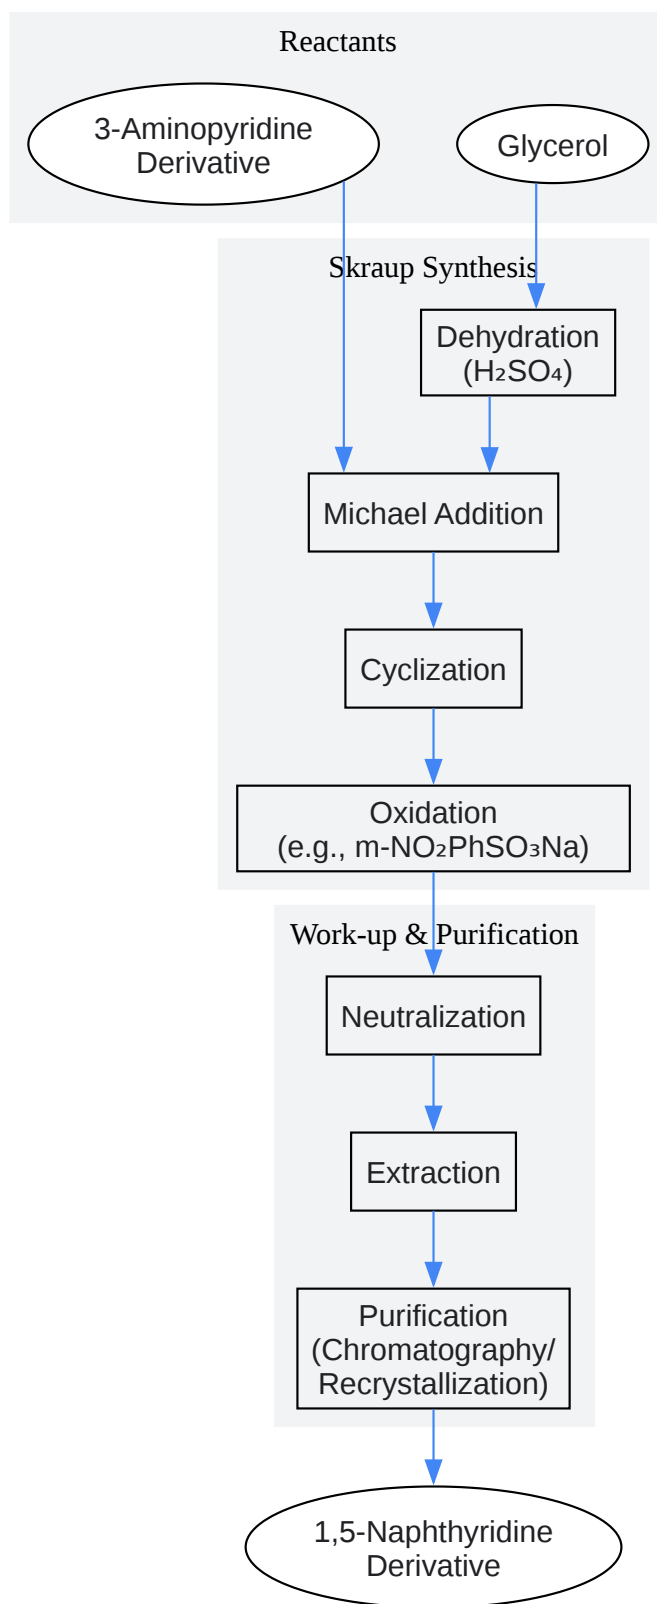 Reactants
3-Aminopyridine
Derivative
Glycerol
Skraup Synthesis
Dehydration
(H₂SO₄)
Michael Addition
Cyclization
Oxidation
(e.g., m-NO₂PhSO₃Na)
Work-up & Purification
Neutralization
Extraction
Purification
(Chromatography/
Recrystallization)
1,5-Naphthyridine
Derivative